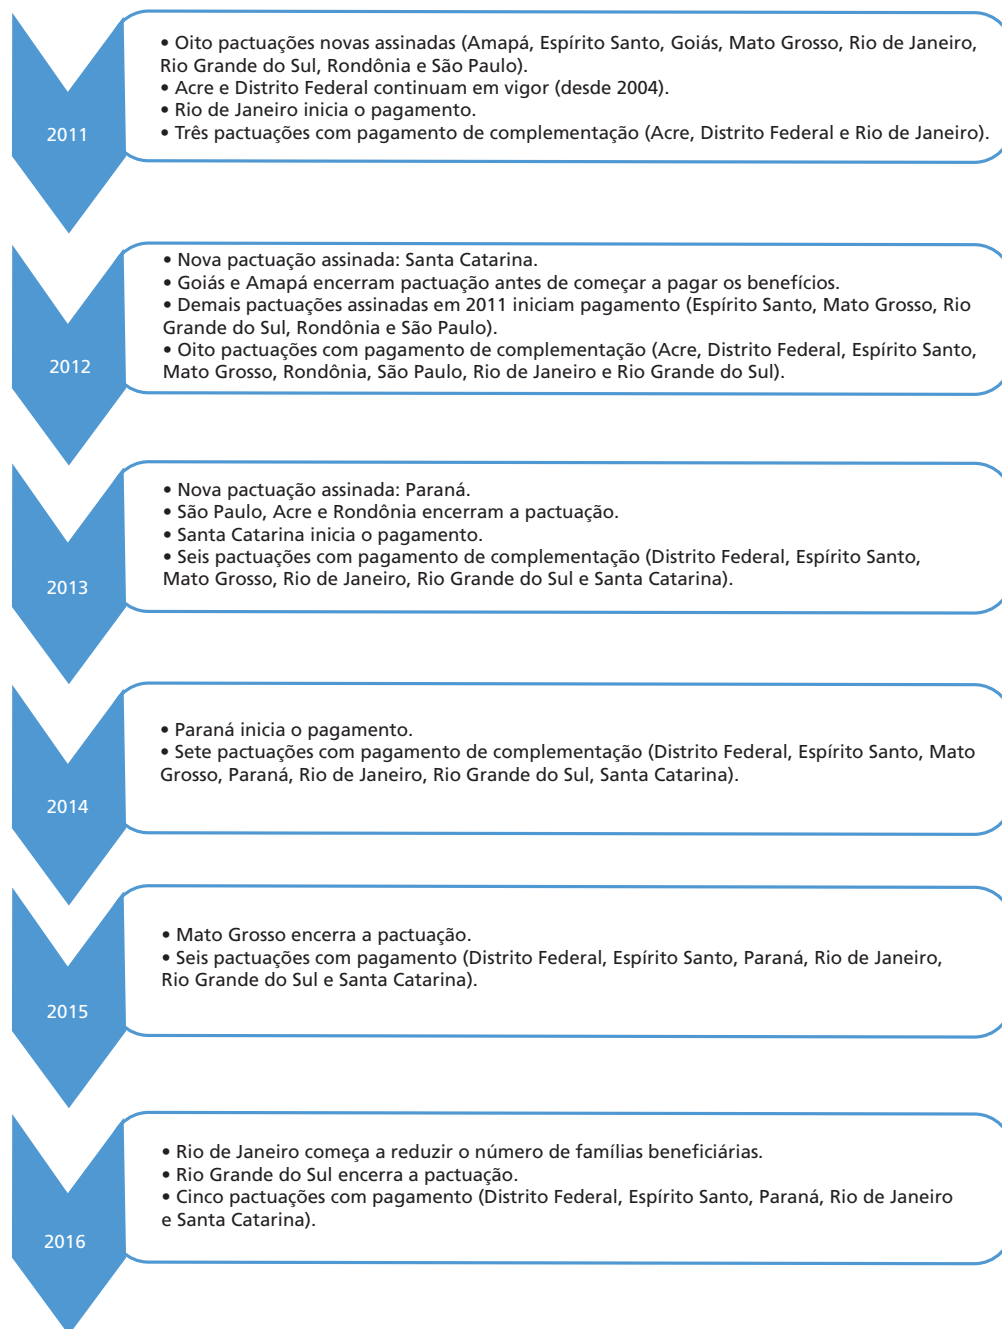 • Oito pactuações novas assinadas (Amapá, Espírito Santo, Goiás, Mato Grosso, Rio de Janeiro,
Rio Grande do Sul, Rondônia e São Paulo).
• Acre e Distrito Federal continuam em vigor (desde 2004).
• Rio de Janeiro inicia o pagamento.
• Três pactuações com pagamento de complementação (Acre, Distrito Federal e Rio de Janeiro).
2011
• Nova pactuação assinada: Santa Catarina.
• Goiás e Amapá encerram pactuação antes de começar a pagar os benefícios.
• Demais pactuações assinadas em 2011 iniciam pagamento (Espírito Santo, Mato Grosso, Rio
Grande do Sul, Rondônia e São Paulo).
• Oito pactuações com pagamento de complementação (Acre, Distrito Federal, Espírito Santo,
Mato Grosso, Rondônia, São Paulo, Rio de Janeiro e Rio Grande do Sul).
2012
• Nova pactuação assinada: Paraná.
• São Paulo, Acre e Rondônia encerram a pactuação.
• Santa Catarina inicia o pagamento.
• Seis pactuações com pagamento de complementação (Distrito Federal, Espírito Santo,
Mato Grosso, Rio de Janeiro, Rio Grande do Sul e Santa Catarina).
2013
• Paraná inicia o pagamento.
• Sete pactuações com pagamento de complementação (Distrito Federal, Espírito Santo, Mato
Grosso, Paraná, Rio de Janeiro, Rio Grande do Sul, Santa Catarina).
2014
• Mato Grosso encerra a pactuação.
• Seis pactuações com pagamento (Distrito Federal, Espírito Santo, Paraná, Rio de Janeiro,
Rio Grande do Sul e Santa Catarina).
2015
• Rio de Janeiro começa a reduzir o número de famílias beneficiárias.
• Rio Grande do Sul encerra a pactuação.
• Cinco pactuações com pagamento (Distrito Federal, Espírito Santo, Paraná, Rio de Janeiro
e Santa Catarina).
2016